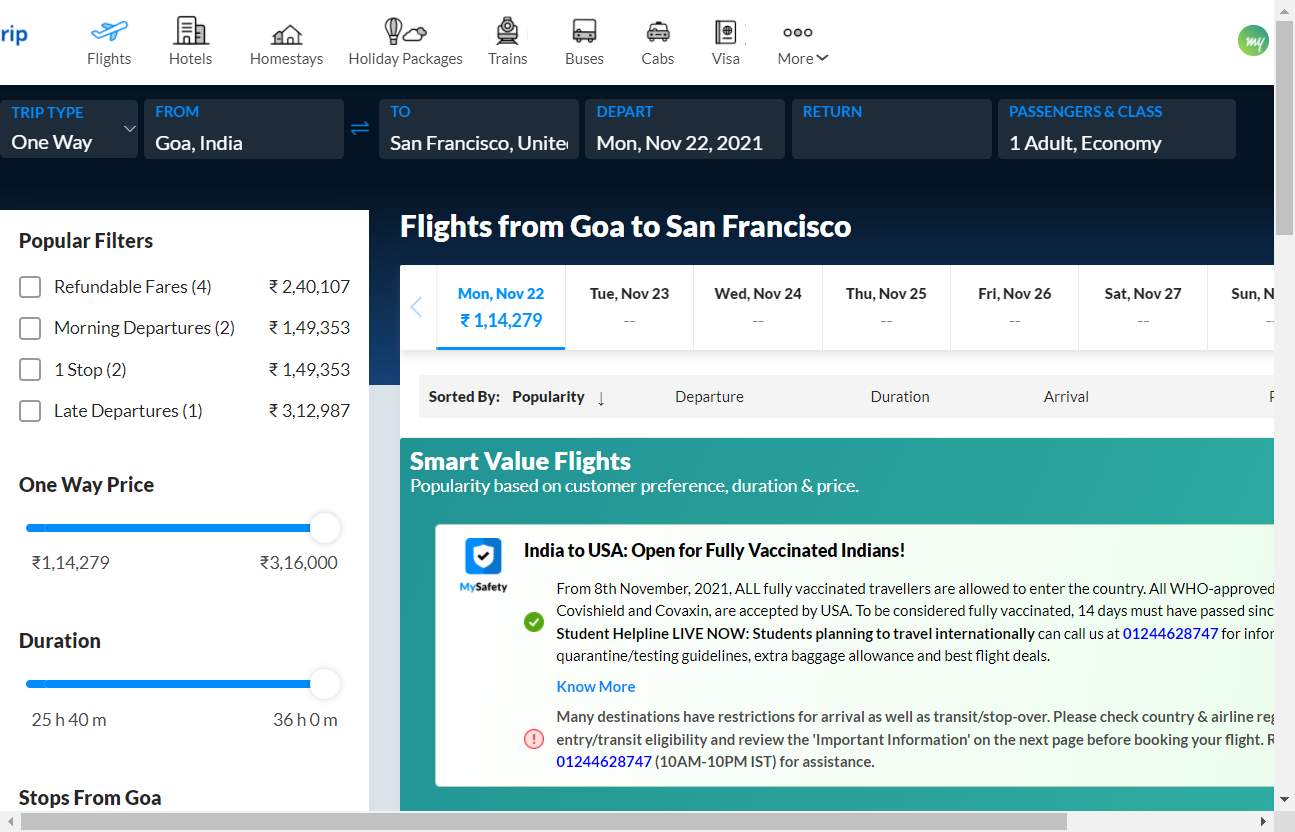 rip
Flights
Hotels
Homestays
Holiday Packages
Trains
Buses
Cabs
Visa
More
my
TRIP TYPE
One Way
FROM
Goa, India
TO
San Francisco, Unite
DEPART
Mon, Nov 22, 2021
RETURN
PASSENGERS & CLASS
1 Adult, Economy
Popular Filters
Refundable Fares (4) ₹ 2,40,107
Morning Departures (2) ₹ 1,49,353
1 Stop (2) ₹ 1,49,353
Late Departures (1) ₹ 3,12,987
One Way Price
₹1,14,279 ₹3,16,000
Duration
25 h 40 m 36 h 0 m
Stops From Goa
Flights from Goa to San Francisco
Mon, Nov 22
₹ 1,14,279
Tue, Nov 23
--
Wed, Nov 24
--
Thu, Nov 25
--
Fri, Nov 26
--
Sat, Nov 27
--
Sun, N
--
Sorted By: Popularity ↓ Departure Duration Arrival
Smart Value Flights
Popularity based on customer preference, duration & price.
MySafety
India to USA: Open for Fully Vaccinated Indians!
From 8th November, 2021, ALL fully vaccinated travellers are allowed to enter the country. All WHO-approved
Covishield and Covaxin, are accepted by USA. To be considered fully vaccinated, 14 days must have passed sinc
Student Helpline LIVE NOW: Students planning to travel internationally can call us at 01244628747 for infor
quarantine/testing guidelines, extra baggage allowance and best flight deals.
Know More
Many destinations have restrictions for arrival as well as transit/stop-over. Please check country & airline reg
entry/transit eligibility and review the 'Important Information' on the next page before booking your flight. R
01244628747 (10AM-10PM IST) for assistance.